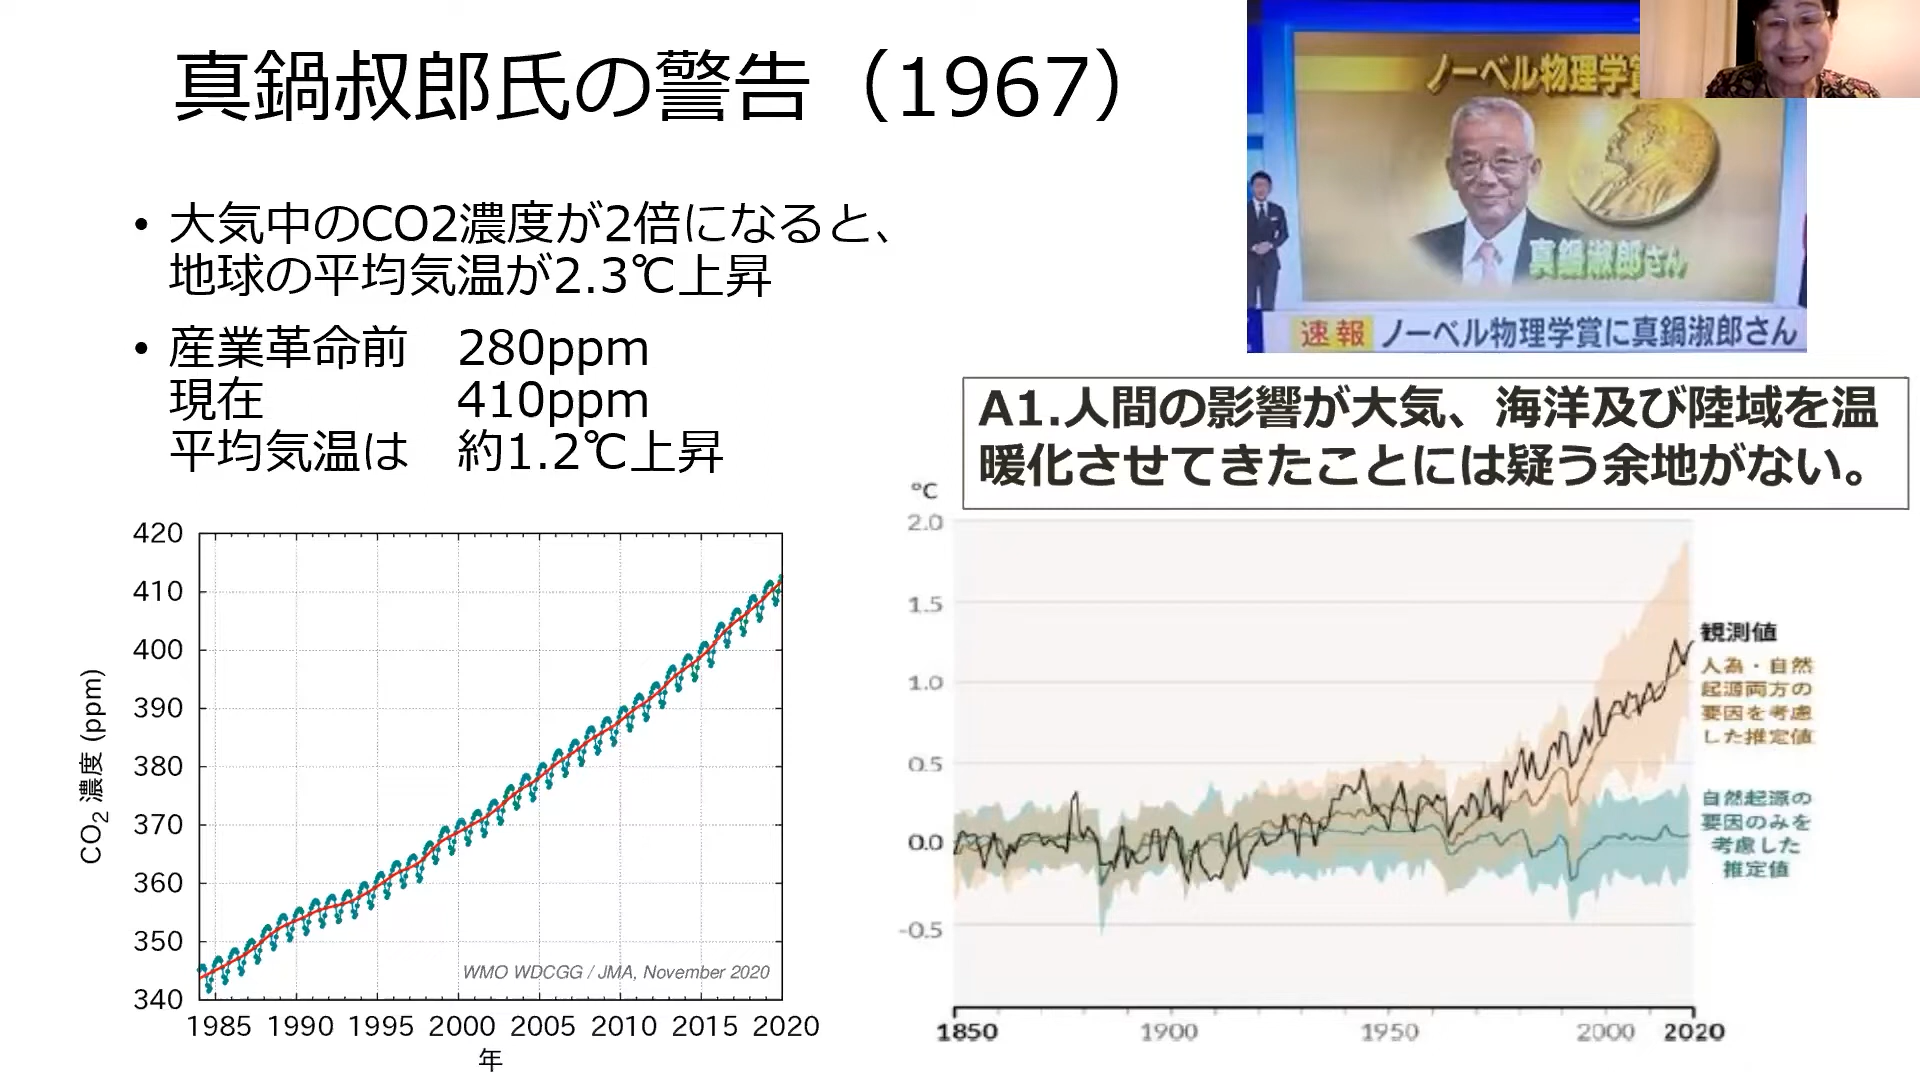 真鍋叔郎氏の警告（1967）
• 大気中のCO2濃度が2倍になると、
地球の平均気温が2.3℃上昇
• 産業革命前　280ppm
現在　410ppm
平均気温は　約1.2℃上昇
ノーベル物理学賞
真鍋淑郎さん
速報 ノーベル物理学賞に真鍋淑郎さん
A1.人間の影響が大気、海洋及び陸域を温
暖化させてきたことには疑う余地がない。
420
410
400
390
380
370
360
350
340
CO2 濃度 (ppm)
WMO WDCGG / JMA, November 2020
1985 1990 1995 2000 2005 2010 2015 2020
年
°C
2.0
1.5
1.0
0.5
0.0
-0.5
1850 1900 1950 2000 2020
観測値
人為・自然
起源両方の
要因を考慮
した推定値
自然起源の
要因のみを
考慮した
推定値